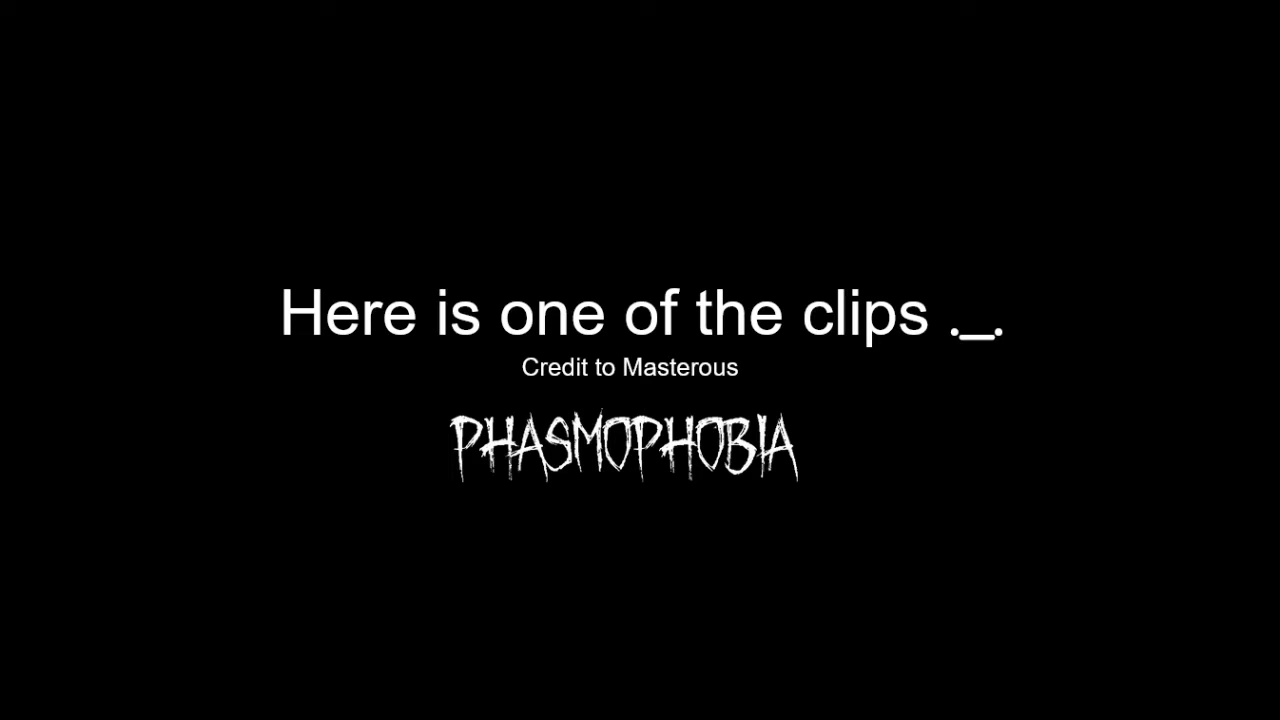 Here is one of the clips ._.
Credit to Masterous
PHASMOPHOBIA